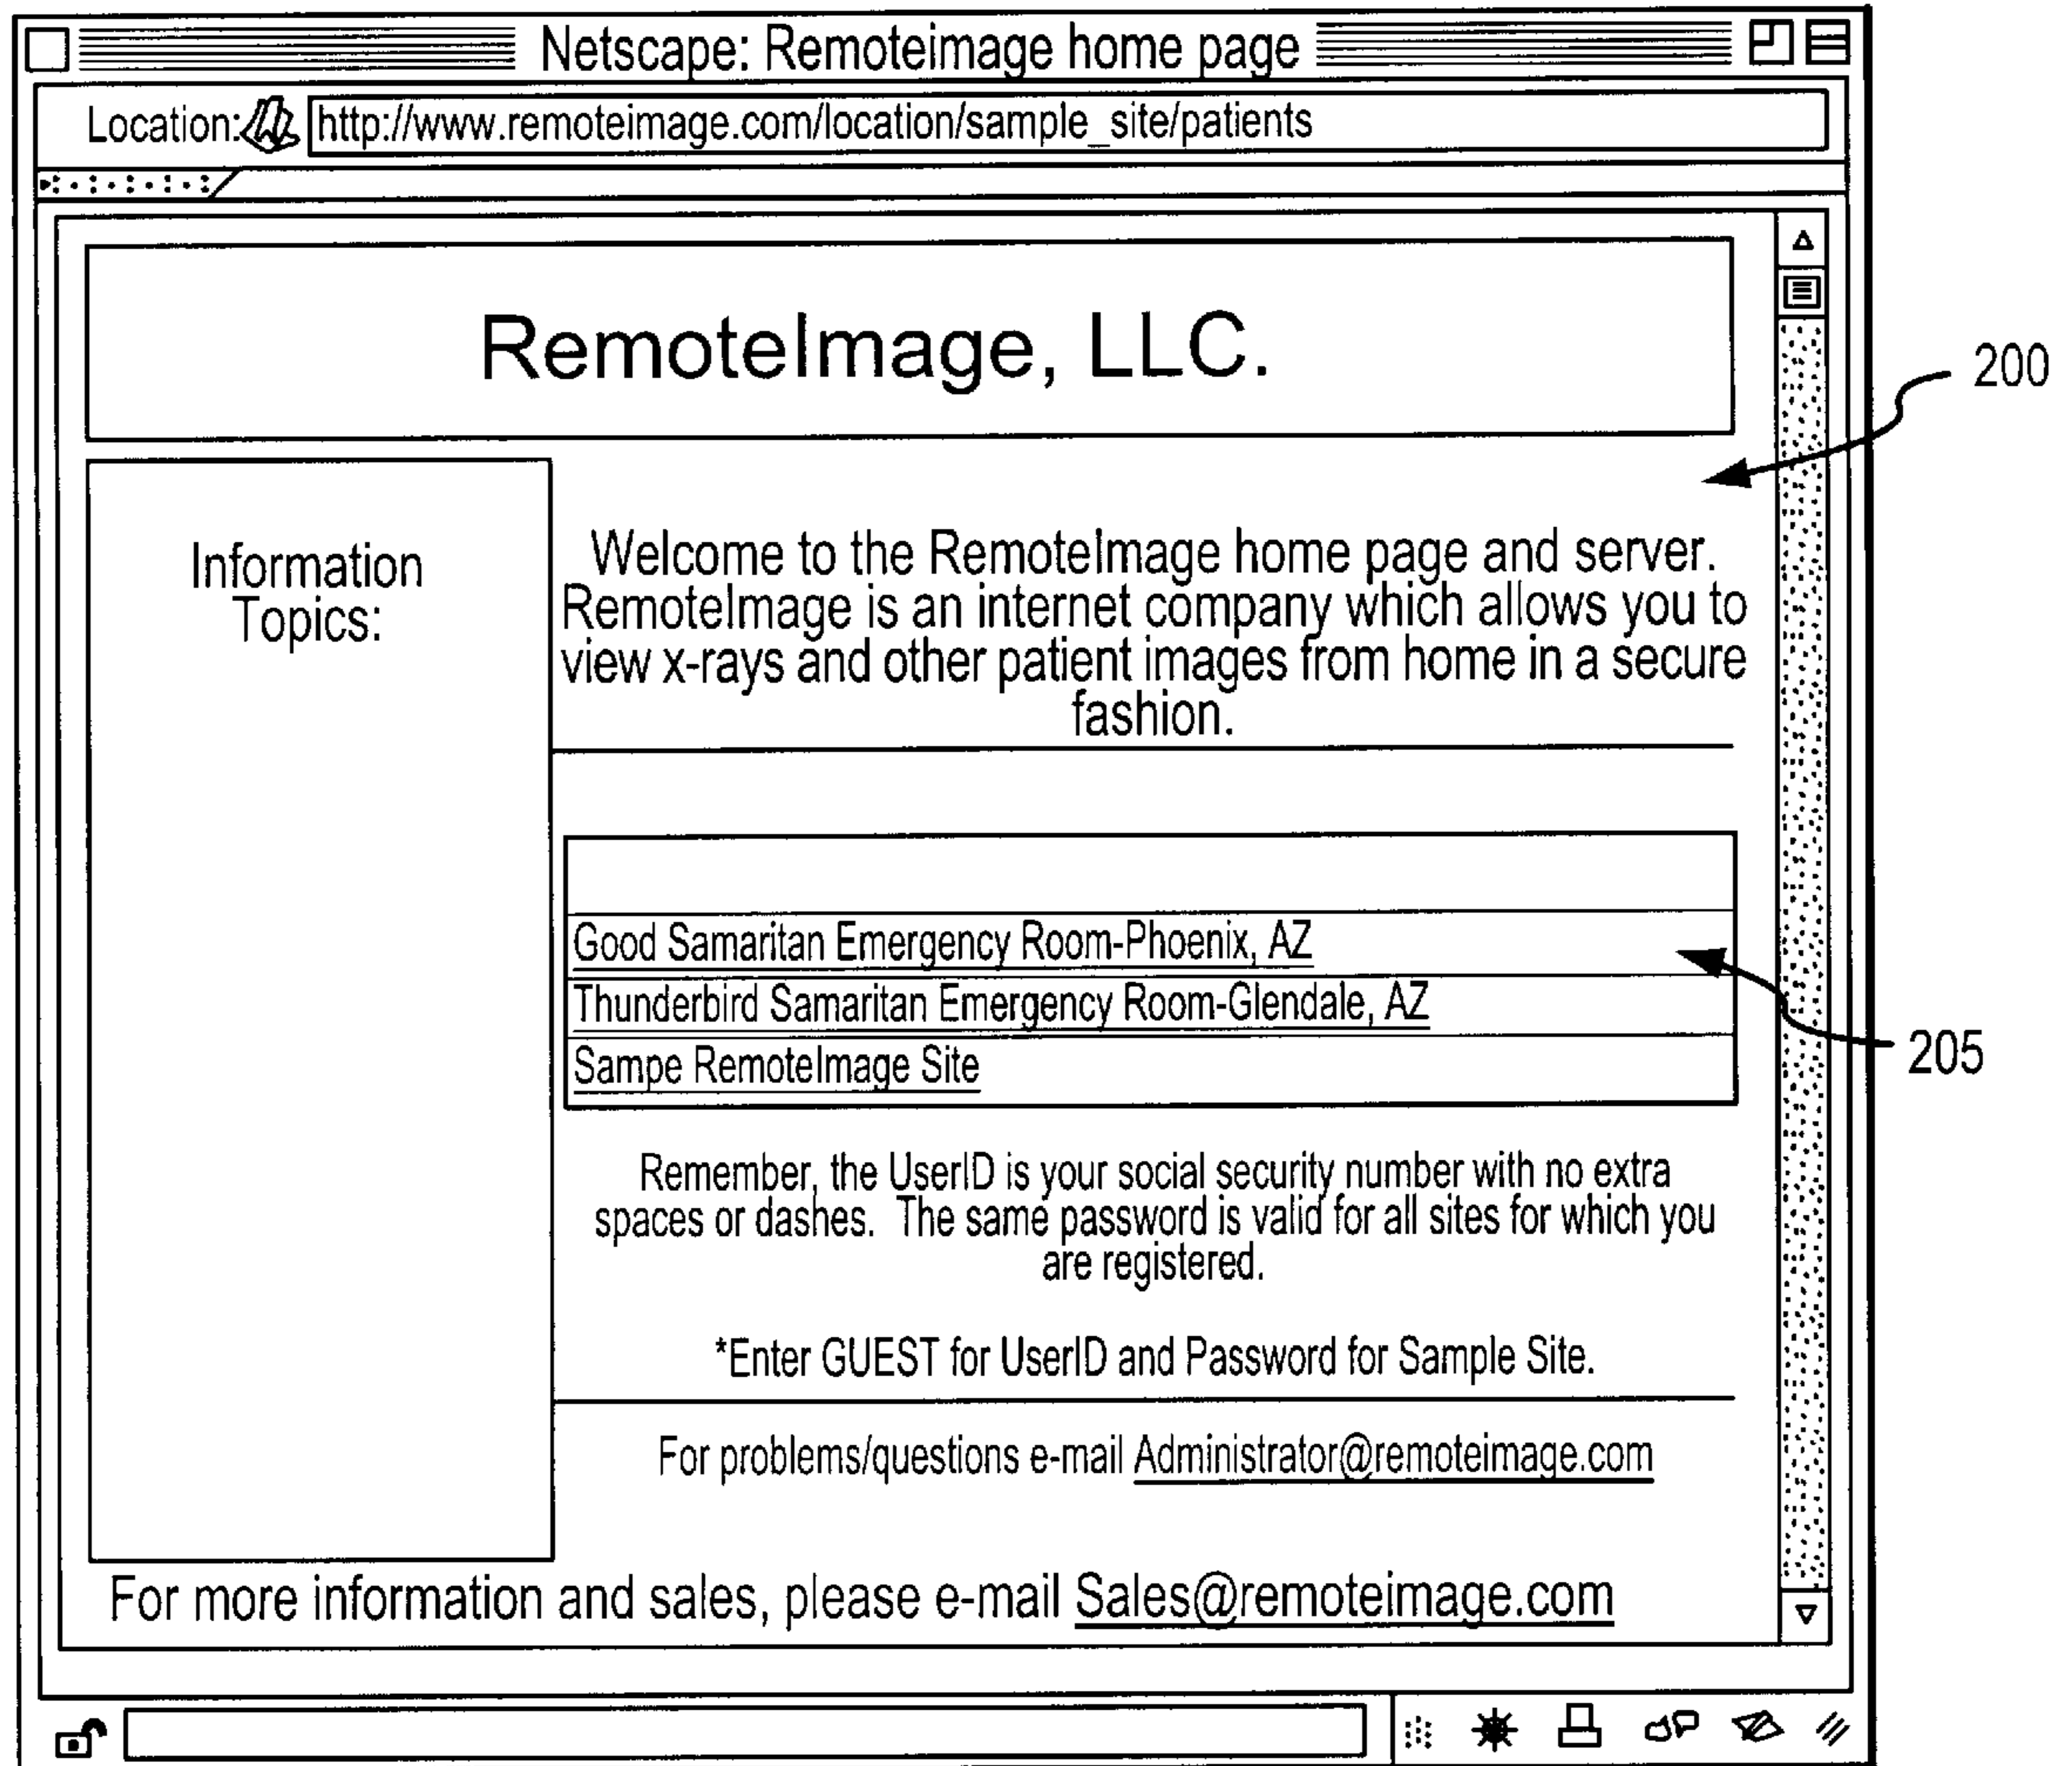 Netscape: Remoteimage home page
Location: http://www.remoteimage.com/location/sample_site/patients
RemoteImage, LLC.
200
Information
Topics:
Welcome to the RemoteImage home page and server.
RemoteImage is an internet company which allows you to
view x-rays and other patient images from home in a secure
fashion.
Good Samaritan Emergency Room-Phoenix, AZ
Thunderbird Samaritan Emergency Room-Glendale, AZ
Sampe RemoteImage Site
205
Remember, the UserID is your social security number with no extra
spaces or dashes. The same password is valid for all sites for which you
are registered.
*Enter GUEST for UserID and Password for Sample Site.
For problems/questions e-mail Administrator@remoteimage.com
For more information and sales, please e-mail Sales@remoteimage.com